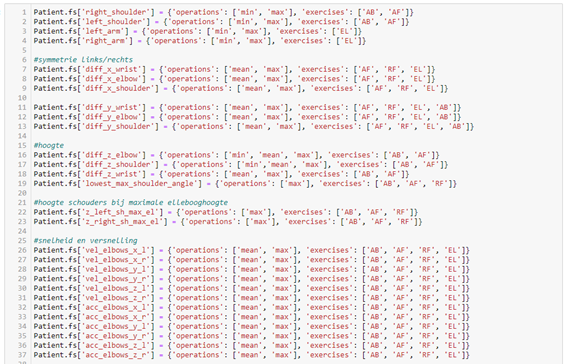 1 Patient.fs['right_shoulder'] = {'operations': ['min', 'max'], 'exercises': ['AB', 'AF']}
2 Patient.fs['left_shoulder'] = {'operations': ['min', 'max'], 'exercises': ['AB', 'AF']}
3 Patient.fs['left_arm'] = {'operations': ['min', 'max'], 'exercises': ['EL']}
4 Patient.fs['right_arm'] = {'operations': ['min', 'max'], 'exercises': ['EL']}
5
6 #symmetrie links/rechts
7 Patient.fs['diff_x_wrist'] = {'operations': ['mean', 'max'], 'exercises': ['AF', 'RF', 'EL']}
8 Patient.fs['diff_x_elbow'] = {'operations': ['mean', 'max'], 'exercises': ['AF', 'RF', 'EL']}
9 Patient.fs['diff_x_shoulder'] = {'operations': ['mean', 'max'], 'exercises': ['AF', 'RF', 'EL']}
10
11 Patient.fs['diff_y_wrist'] = {'operations': ['mean', 'max'], 'exercises': ['AF', 'RF', 'EL', 'AB']}
12 Patient.fs['diff_y_elbow'] = {'operations': ['mean', 'max'], 'exercises': ['AF', 'RF', 'EL', 'AB']}
13 Patient.fs['diff_y_shoulder'] = {'operations': ['mean', 'max'], 'exercises': ['AF', 'RF', 'EL', 'AB']}
14
15 #hoogte
16 Patient.fs['diff_z_elbow'] = {'operations': ['min', 'mean', 'max'], 'exercises': ['AB', 'AF']}
17 Patient.fs['diff_z_shoulder'] = {'operations': ['min','mean', 'max'], 'exercises': ['AB', 'AF']}
18 Patient.fs['diff_z_wrist'] = {'operations': ['mean', 'max'], 'exercises': ['AB', 'AF']}
19 Patient.fs['lowest_max_shoulder_angle'] = {'operations': ['max'], 'exercises': ['AB', 'AF', 'RF']}
20
21 #hoogte schouders bij maximale ellebooghoogte
22 Patient.fs['z_left_sh_max_el'] = {'operations': ['max'], 'exercises': ['AB', 'AF', 'RF']}
23 Patient.fs['z_right_sh_max_el'] = {'operations': ['max'], 'exercises': ['AB', 'AF', 'RF']}
24
25 #snelheid en versnelling
26 Patient.fs['vel_elbows_x_l'] = {'operations': ['mean', 'max'], 'exercises': ['AB', 'AF', 'RF', 'EL']}
27 Patient.fs['vel_elbows_x_r'] = {'operations': ['mean', 'max'], 'exercises': ['AB', 'AF', 'RF', 'EL']}
28 Patient.fs['vel_elbows_y_l'] = {'operations': ['mean', 'max'], 'exercises': ['AB', 'AF', 'RF', 'EL']}
29 Patient.fs['vel_elbows_y_r'] = {'operations': ['mean', 'max'], 'exercises': ['AB', 'AF', 'RF', 'EL']}
30 Patient.fs['vel_elbows_z_l'] = {'operations': ['mean', 'max'], 'exercises': ['AB', 'AF', 'RF', 'EL']}
31 Patient.fs['vel_elbows_z_r'] = {'operations': ['mean', 'max'], 'exercises': ['AB', 'AF', 'RF', 'EL']}
32 Patient.fs['acc_elbows_x_l'] = {'operations': ['mean', 'max'], 'exercises': ['AB', 'AF', 'RF', 'EL']}
33 Patient.fs['acc_elbows_x_r'] = {'operations': ['mean', 'max'], 'exercises': ['AB', 'AF', 'RF', 'EL']}
34 Patient.fs['acc_elbows_y_l'] = {'operations': ['mean', 'max'], 'exercises': ['AB', 'AF', 'RF', 'EL']}
35 Patient.fs['acc_elbows_y_r'] = {'operations': ['mean', 'max'], 'exercises': ['AB', 'AF', 'RF', 'EL']}
36 Patient.fs['acc_elbows_z_l'] = {'operations': ['mean', 'max'], 'exercises': ['AB', 'AF', 'RF', 'EL']}
37 Patient.fs['acc_elbows_z_r'] = {'operations': ['mean', 'max'], 'exercises': ['AB', 'AF', 'RF', 'EL']}